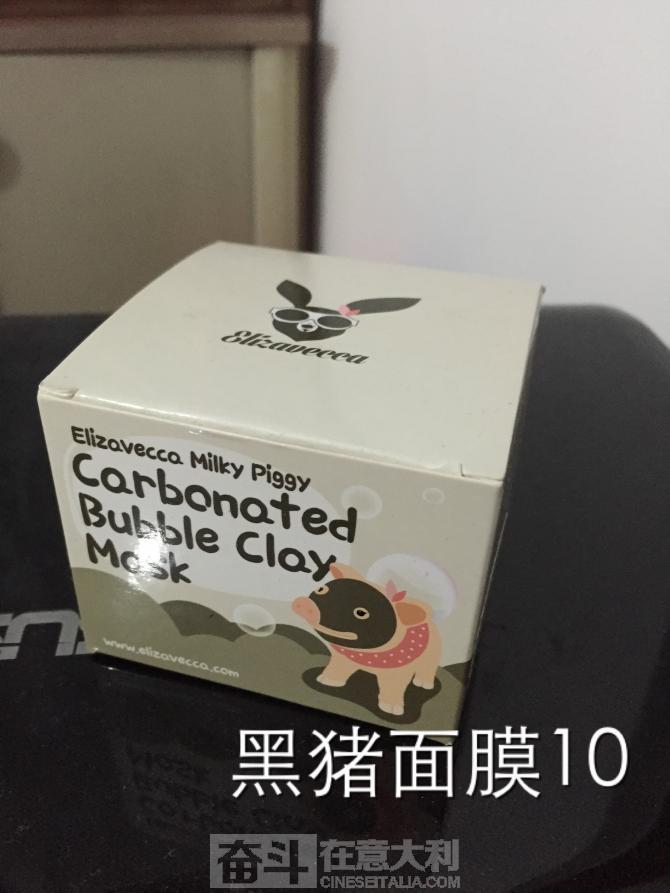 Elizavecca
Elizavecca Milky Piggy
Carbonated
Bubble Clay
Mask
www.elizavecca.com
黑猪面膜10
奋斗在意大利
CINESEITALIA.COM